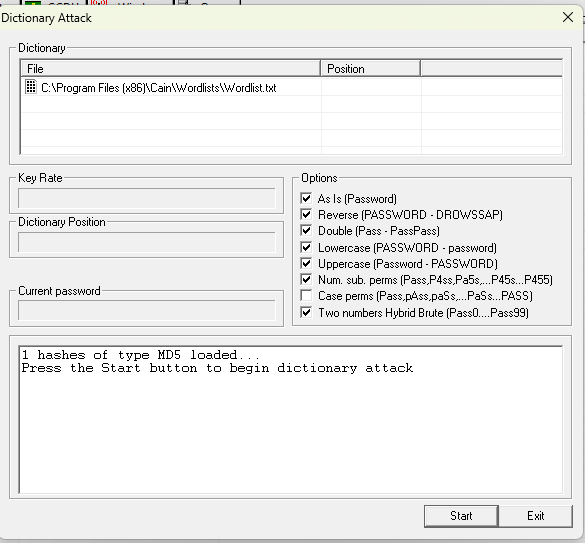 Dictionary Attack
Dictionary
File Position
C:\Program Files (x86)\Cain\Wordlists\Wordlist.txt
Key Rate
Dictionary Position
Current password
Options
As Is (Password)
Reverse (PASSWORD - DROWSSAP)
Double (Pass - PassPass)
Lowercase (PASSWORD - password)
Uppercase (Password - PASSWORD)
Num. sub. perms (Pass,P4ss,Pa5s,...P45s...P455)
Case perms (Pass,pAss,paSs,...PaSs...PASS)
Two numbers Hybrid Brute (Pass0....Pass99)
1 hashes of type MD5 loaded...
Press the Start button to begin dictionary attack
Start Exit